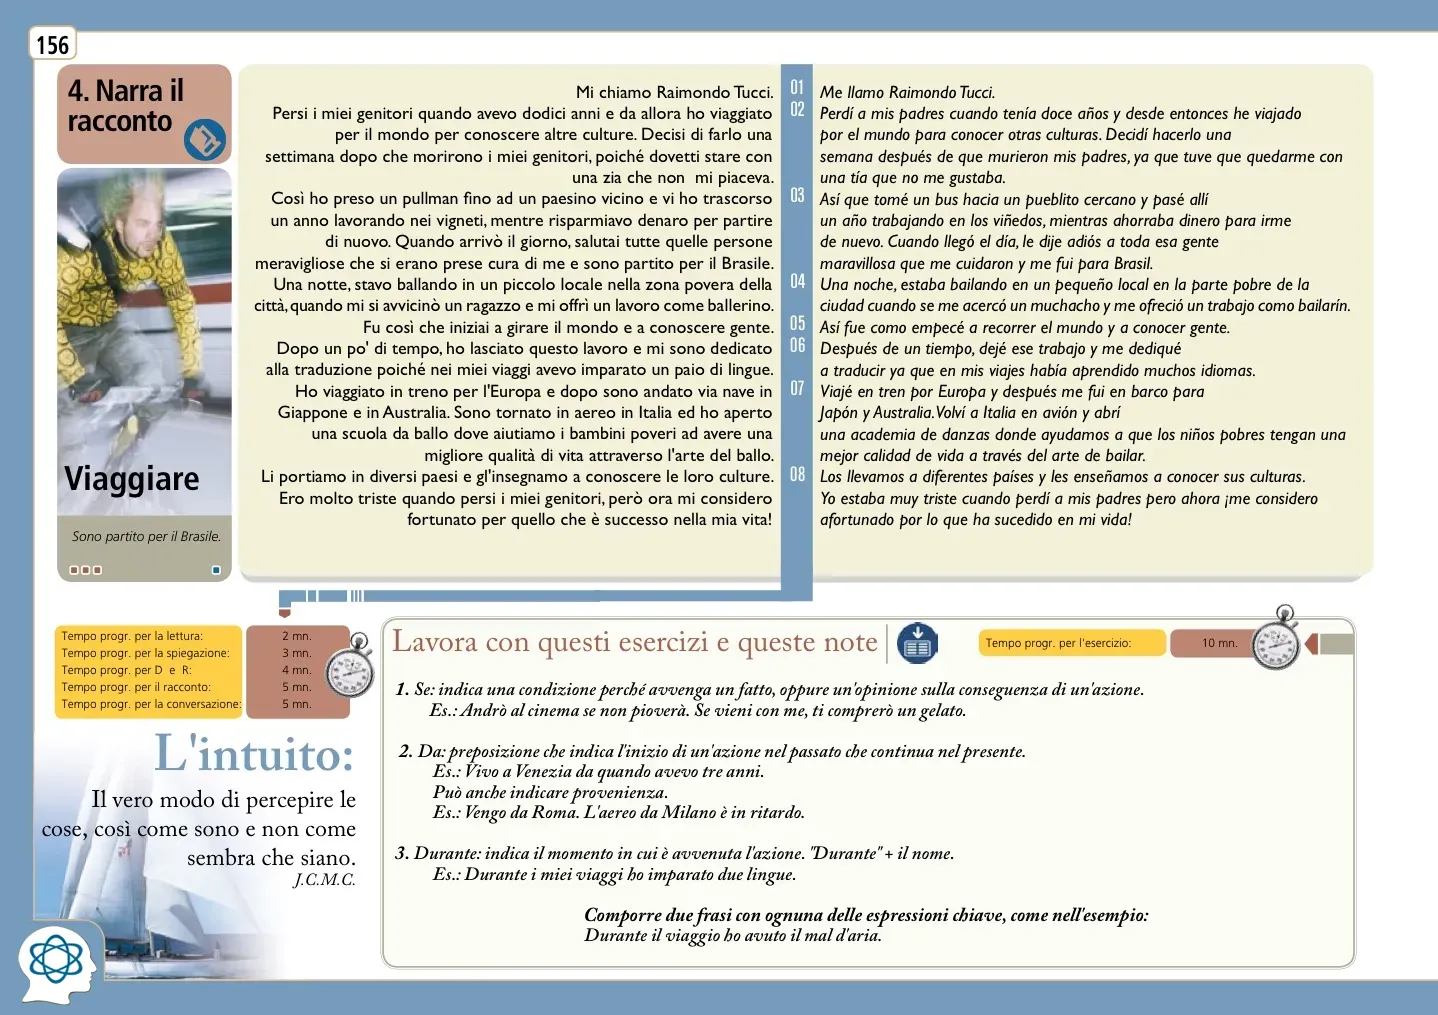 156
4. Narra il
racconto
Viaggiare
Sono partito per il Brasile.
Mi chiamo Raimondo Tucci.
Persi i miei genitori quando avevo dodici anni e da allora ho viaggiato
per il mondo per conoscere altre culture. Decisi di farlo una
settimana dopo che morirono i miei genitori, poiché dovetti stare con
una zia che non mi piaceva.
Così ho preso un pullman fino ad un paesino vicino e vi ho trascorso
un anno lavorando nei vigneti, mentre risparmiavo denaro per partire
di nuovo. Quando arrivò il giorno, salutai tutte quelle persone
meravigliose che si erano prese cura di me e sono partito per il Brasile.
Una notte, stavo ballando in un piccolo locale nella zona povera della
città, quando mi si avvicinò un ragazzo e mi offrì un lavoro come ballerino.
Fu così che iniziai a girare il mondo e a conoscere gente.
Dopo un po' di tempo, ho lasciato questo lavoro e mi sono dedicato
alla traduzione poiché nei miei viaggi avevo imparato un paio di lingue.
Ho viaggiato in treno per l'Europa e dopo sono andato via nave in
Giappone e in Australia. Sono tornato in aereo in Italia ed ho aperto
una scuola da ballo dove aiutiamo i bambini poveri ad avere una
migliore qualità di vita attraverso l'arte del ballo.
Li portiamo in diversi paesi e gl'insegnamo a conoscere le loro culture.
Ero molto triste quando persi i miei genitori, però ora mi considero
fortunato per quello che è successo nella mia vita!
01
02
03
04
05
06
07
08
Me llamo Raimondo Tucci.
Perdí a mis padres cuando tenía doce años y desde entonces he viajado
por el mundo para conocer otras culturas. Decidí hacerlo una
semana después de que murieron mis padres, ya que tuve que quedarme con
una tía que no me gustaba.
Así que tomé un bus hacia un pueblito cercano y pasé allí
un año trabajando en los viñedos, mientras ahorraba dinero para irme
de nuevo. Cuando llegó el día, le dije adiós a toda esa gente
maravillosa que me cuidaron y me fui para Brasil.
Una noche, estaba bailando en un pequeño local en la parte pobre de la
ciudad cuando se me acercó un muchacho y me ofreció un trabajo como bailarín.
Así fue como empecé a recorrer el mundo y a conocer gente.
Después de un tiempo, dejé ese trabajo y me dediqué
a traducir ya que en mis viajes había aprendido muchos idiomas.
Viajé en tren por Europa y después me fui en barco para
Japón y Australia. Volví a Italia en avión y abrí
una academia de danzas donde ayudamos a que los niños pobres tengan una
mejor calidad de vida a través del arte de bailar.
Los llevamos a diferentes países y les enseñamos a conocer sus culturas.
Yo estaba muy triste cuando perdí a mis padres pero ahora ¡me considero
afortunado por lo que ha sucedido en mi vida!
Tempo progr. per la lettura: 2 mn.
Tempo progr. per la spiegazione: 3 mn.
Tempo progr. per D e R: 4 mn.
Tempo progr. per il racconto: 5 mn.
Tempo progr. per la conversazione: 5 mn.
L'intuito:
Il vero modo di percepire le
cose, così come sono e non come
sembra che siano.
J.C.M.C.
Lavora con questi esercizi e queste note
Tempo progr. per l'esercizio: 10 mn.
1. Se: indica una condizione perché avvenga un fatto, oppure un'opinione sulla conseguenza di un'azione.
Es.: Andrò al cinema se non pioverà. Se vieni con me, ti comprerò un gelato.
2. Da: preposizione che indica l'inizio di un'azione nel passato che continua nel presente.
Es.: Vivo a Venezia da quando avevo tre anni.
Può anche indicare provenienza.
Es.: Vengo da Roma. L'aereo da Milano è in ritardo.
3. Durante: indica il momento in cui è avvenuta l'azione. "Durante" + il nome.
Es.: Durante i miei viaggi ho imparato due lingue.
Comporre due frasi con ognuna delle espressioni chiave, come nell'esempio:
Durante il viaggio ho avuto il mal d'aria.